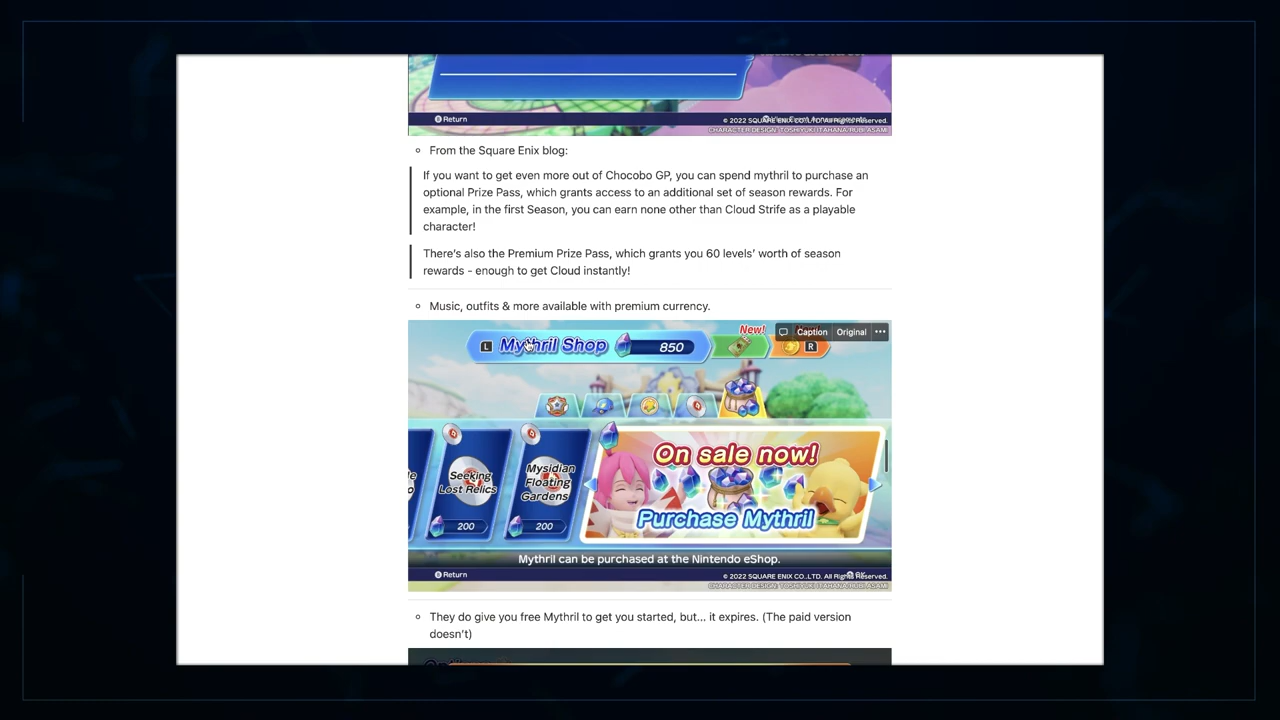 Return
© 2022 SQUARE ENIX CO., LTD. All Rights Reserved.
CHARACTER DESIGN: TOSHIYUKI ITAHANA/RUBI ASAMI
From the Square Enix blog:
If you want to get even more out of Chocobo GP, you can spend mythril to purchase an
optional Prize Pass, which grants access to an additional set of season rewards. For
example, in the first Season, you can earn none other than Cloud Strife as a playable
character!
There's also the Premium Prize Pass, which grants you 60 levels' worth of season
rewards - enough to get Cloud instantly!
Music, outfits & more available with premium currency.
L Mythril Shop 850 New! R
Caption Original •••
Seeking
Lost Relics
200
Mysidian
Floating
Gardens
200
On sale now!
Purchase Mythril
Mythril can be purchased at the Nintendo eShop.
Return
© 2022 SQUARE ENIX CO.,LTD. All Rights Reserved.
CHARACTER DESIGN: TOSHIYUKI ITAHANA/RUBI ASAMI
They do give you free Mythril to get you started, but... it expires. (The paid version
doesn't)